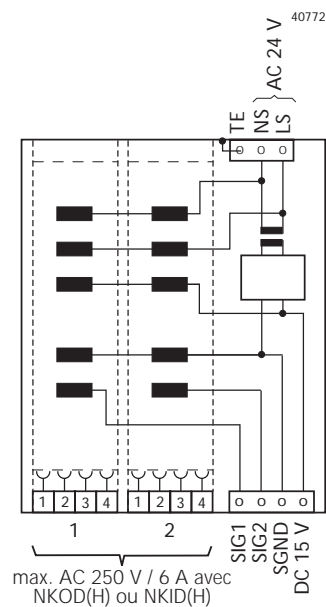 40772
AC 24 V
TE
NS
LS
1 2 3 4
1 2 3 4
1
2
SIG1
SIG2
SGND
DC 15 V
max. AC 250 V / 6 A avec
NKOD(H) ou NKID(H)